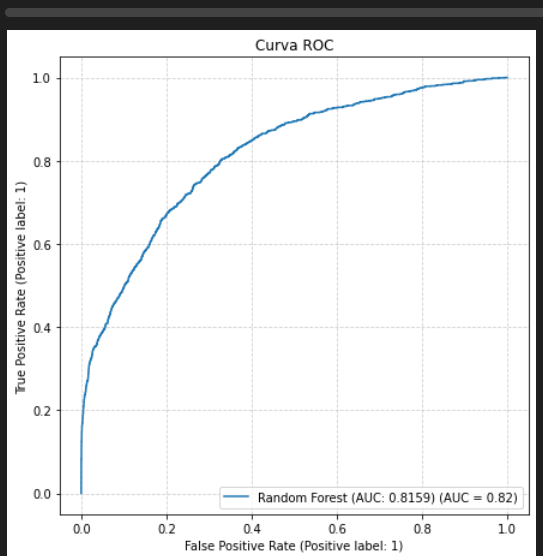 Curva ROC
1.0
0.8
0.6
0.4
0.2
0.0
True Positive Rate (Positive label: 1)
Random Forest (AUC: 0.8159) (AUC = 0.82)
0.0 0.2 0.4 0.6 0.8 1.0
False Positive Rate (Positive label: 1)